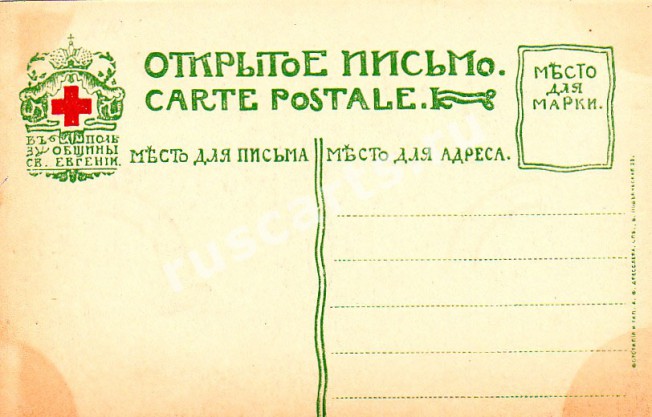 ОТКРЫТОЕ ПИСЬМО.
CARTE POSTALE.
МѢСТО
ДЛЯ
МАРКИ.
ВЪ ПОЛЬ
ЗУ ОБЩИНЫ
СВ. ЕВГЕНІИ.
МѢСТО ДЛЯ ПИСЬМА
МѢСТО ДЛЯ АДРЕСА.
ruscarts.ru